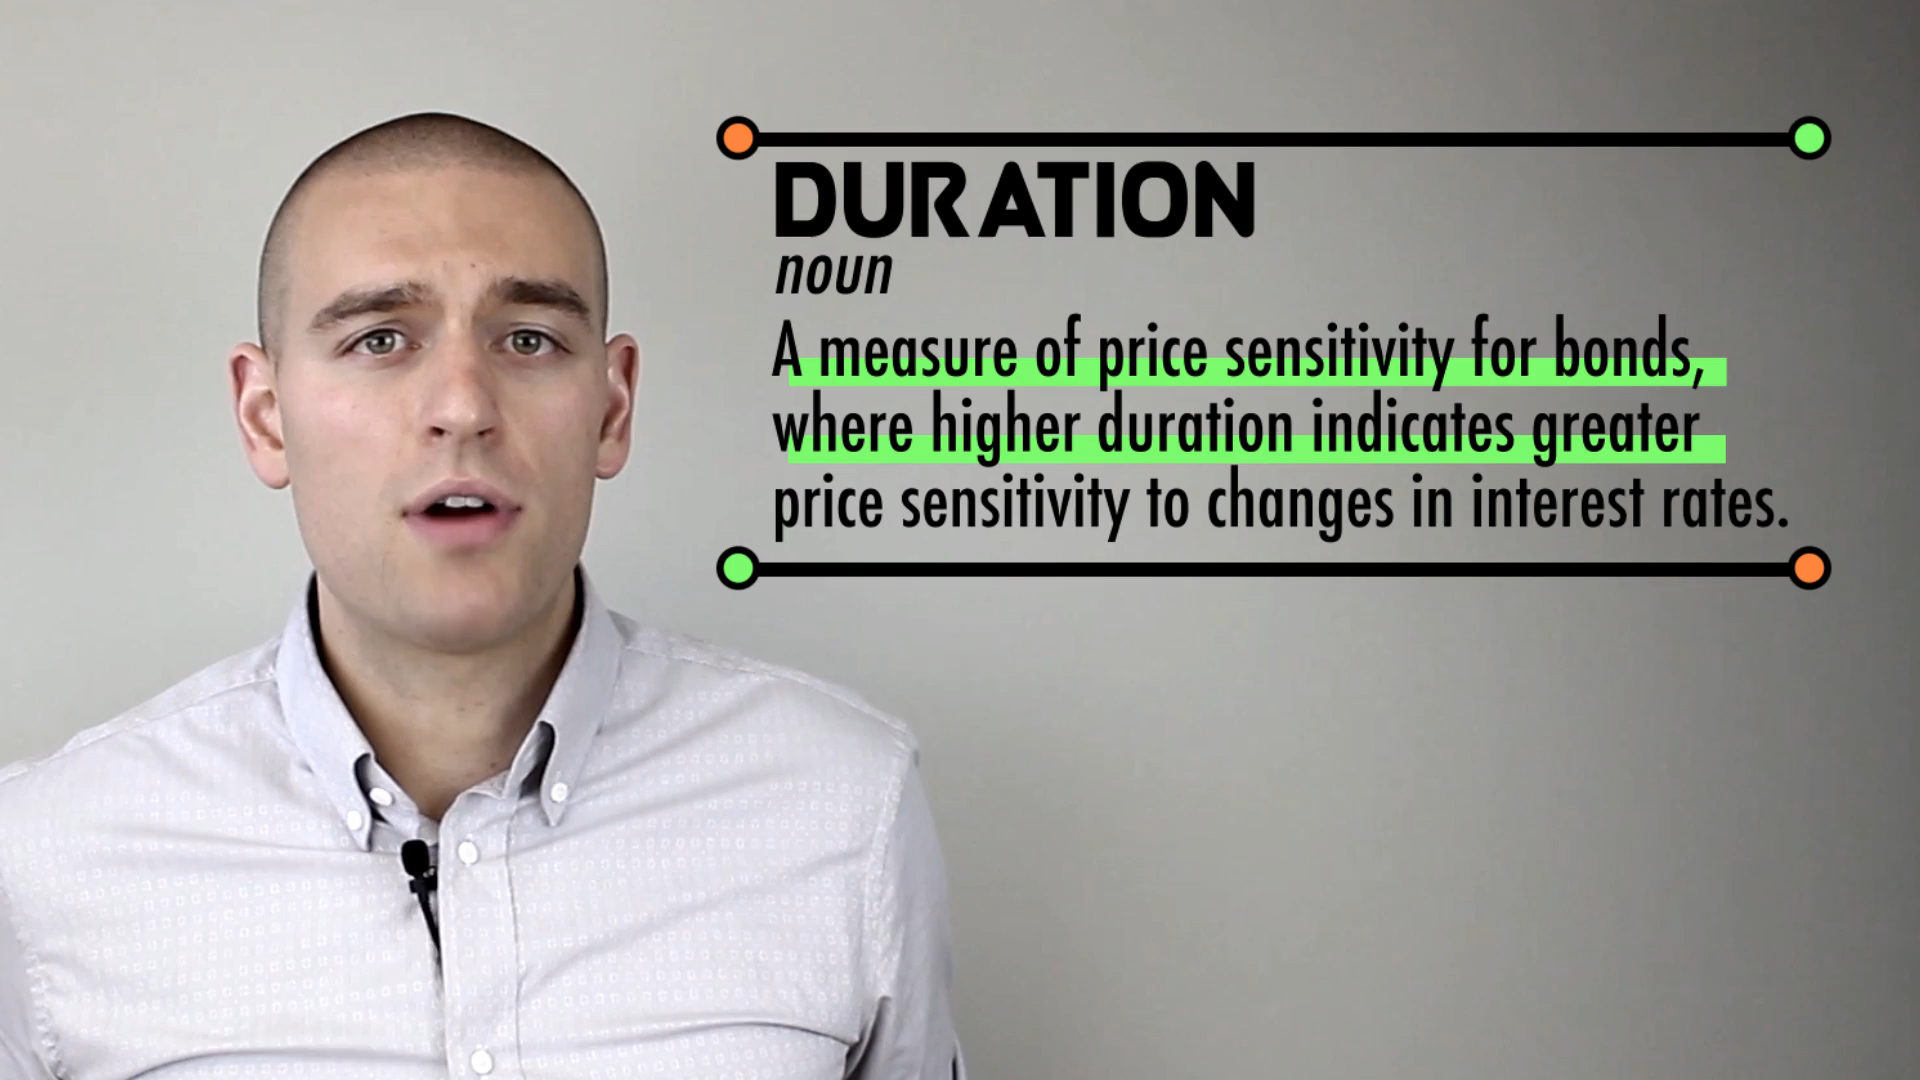 DURATION
noun
A measure of price sensitivity for bonds,
where higher duration indicates greater
price sensitivity to changes in interest rates.